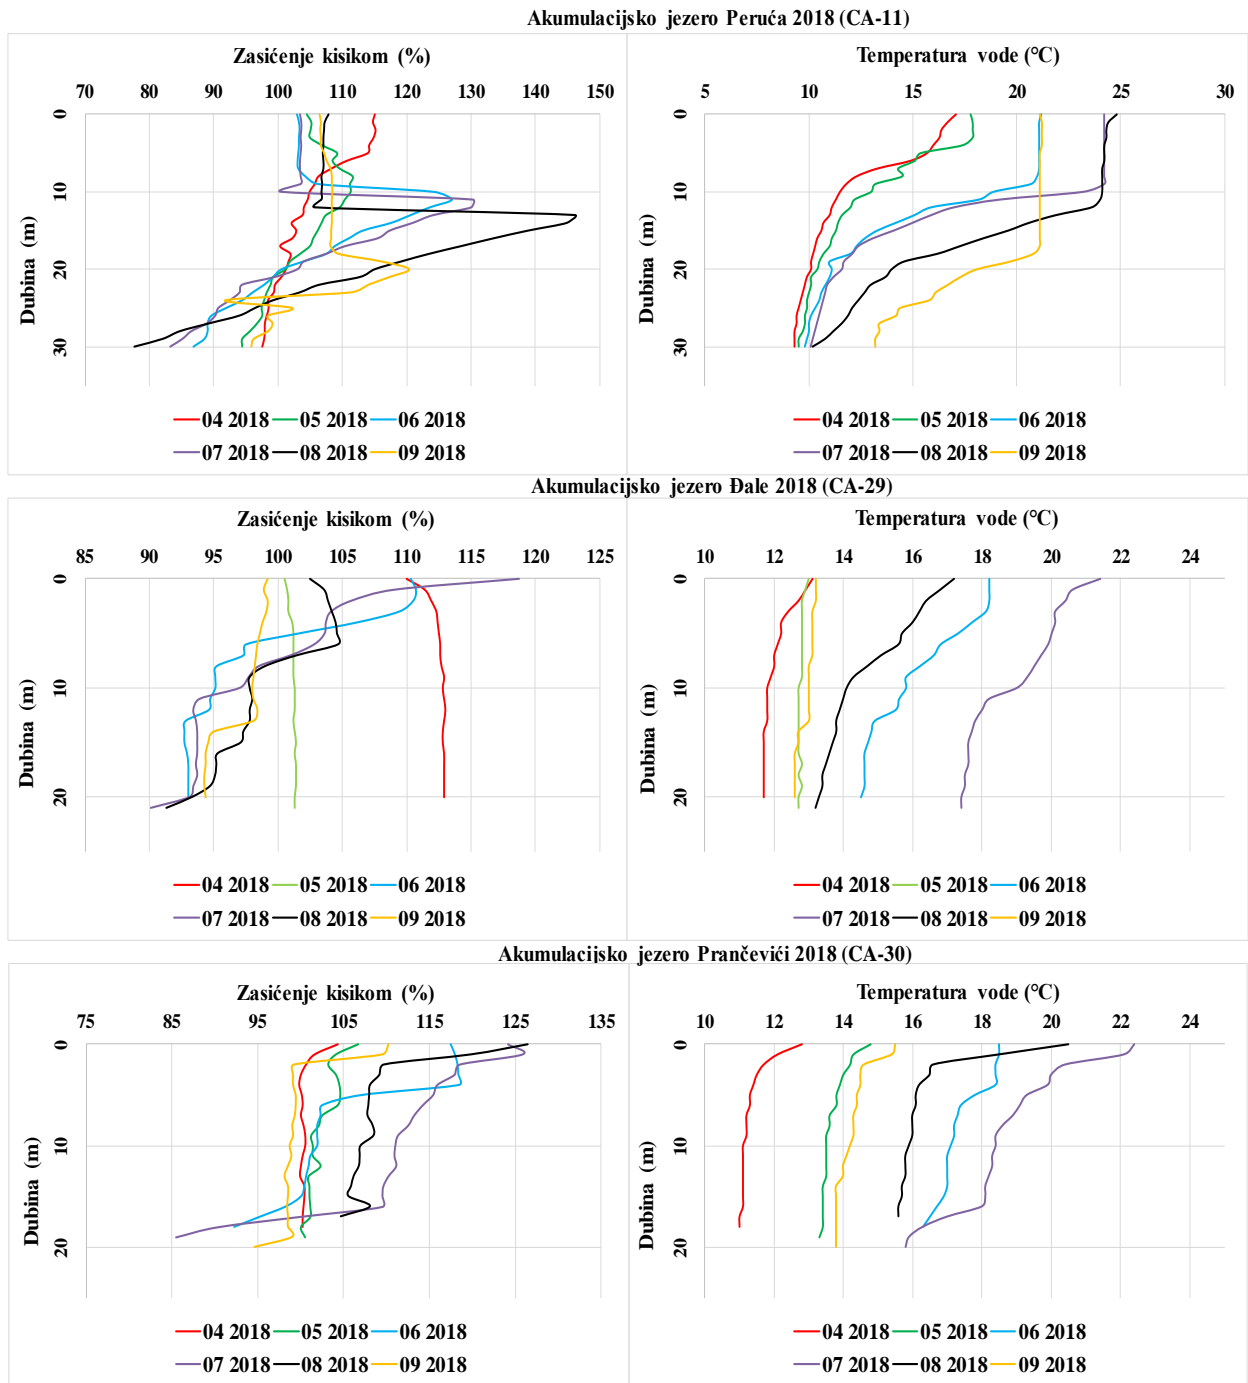 Akumulacijsko jezero Peruća 2018 (CA-11)
Zasićenje kisikom (%)
70 80 90 100 110 120 130 140 150
0
10
20
30
Dubina (m)
04 2018 05 2018 06 2018
07 2018 08 2018 09 2018
Temperatura vode (°C)
5 10 15 20 25 30
0
10
20
30
Dubina (m)
04 2018 05 2018 06 2018
07 2018 08 2018 09 2018
Akumulacijsko jezero Đale 2018 (CA-29)
Zasićenje kisikom (%)
85 90 95 100 105 110 115 120 125
0
10
20
Dubina (m)
04 2018 05 2018 06 2018
07 2018 08 2018 09 2018
Temperatura vode (°C)
10 12 14 16 18 20 22 24
0
10
20
Dubina (m)
04 2018 05 2018 06 2018
07 2018 08 2018 09 2018
Akumulacijsko jezero Prančevići 2018 (CA-30)
Zasićenje kisikom (%)
75 85 95 105 115 125 135
0
10
20
Dubina (m)
04 2018 05 2018 06 2018
07 2018 08 2018 09 2018
Temperatura vode (°C)
10 12 14 16 18 20 22 24
0
10
20
Dubina (m)
04 2018 05 2018 06 2018
07 2018 08 2018 09 2018